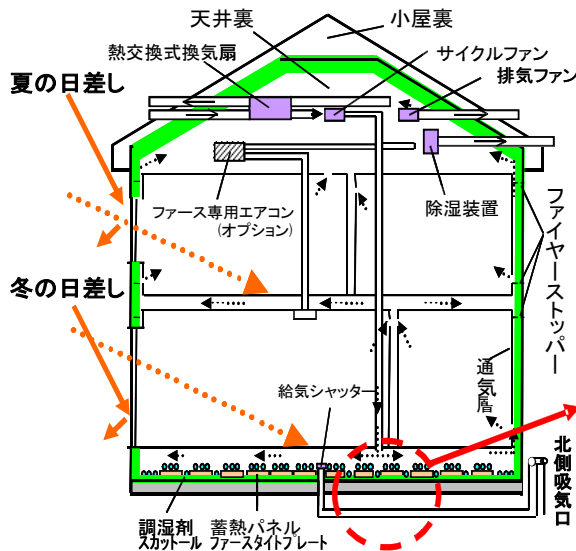 天井裏
小屋裏
熱交換式換気扇
サイクルファン
排気ファン
夏の日差し
除湿装置
ファース専用エアコン
(オプション)
ファイヤーストッパー
冬の日差し
通気層
給気シャッター
北側吸気口
調湿剤
スカットール
蓄熱パネル
ファースタイトプレート